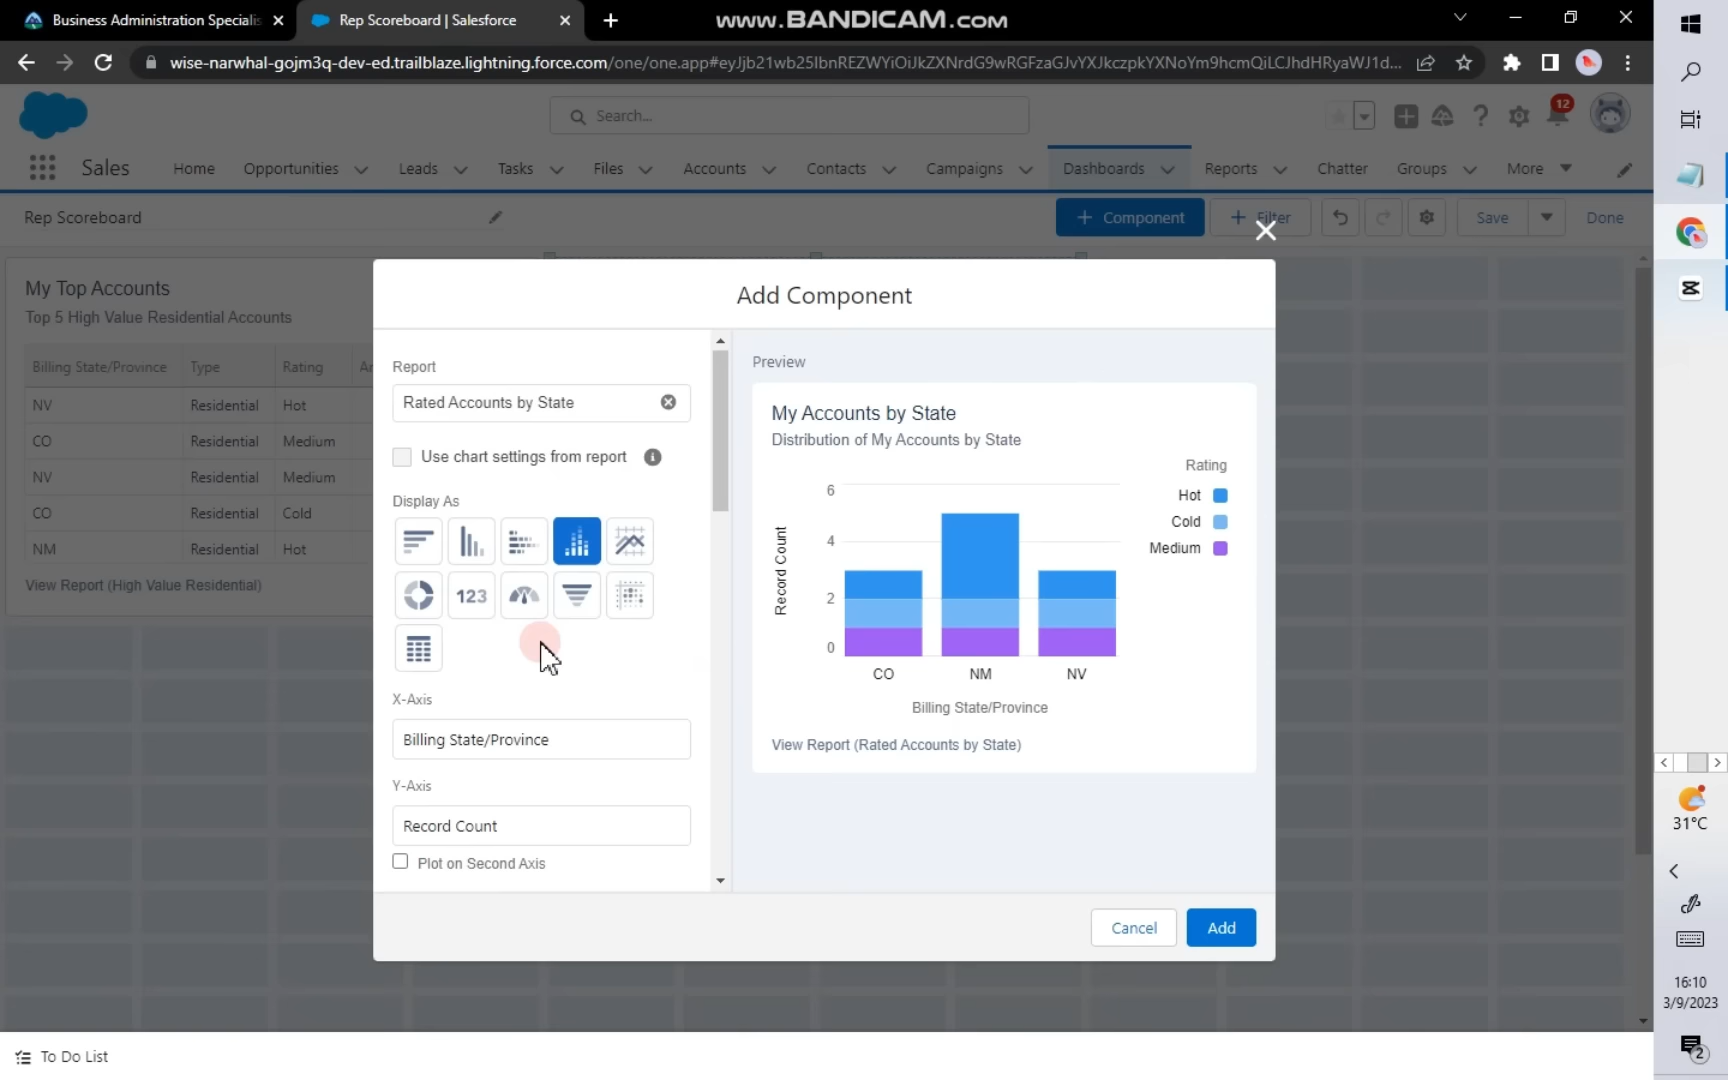 Business Administration Specialis
Rep Scoreboard | Salesforce
www.BANDICAM.com
wise-narwhal-gojm3q-dev-ed.trailblaze.lightning.force.com/one/one.app#eyJjb21wb25lbnREZWYiOiJkZXNrdG9wRGFzaGJvYXJkczpkYXNoYm9hcmQiLCJhdHRyaWJ1d...
Search...
12
Sales
Home
Opportunities
Leads
Tasks
Files
Accounts
Contacts
Campaigns
Dashboards
Reports
Chatter
Groups
More
Rep Scoreboard
+ Component
+ Filter
Save
Done
My Top Accounts
Top 5 High Value Residential Accounts
Billing State/Province Type Rating An
NV Residential Hot
CO Residential Medium
NV Residential Medium
CO Residential Cold
NM Residential Hot
View Report (High Value Residential)
Add Component
Report
Rated Accounts by State
Use chart settings from report
Display As
123
X-Axis
Billing State/Province
Y-Axis
Record Count
Plot on Second Axis
Preview
My Accounts by State
Distribution of My Accounts by State
Rating
Hot
Cold
Medium
Record Count
6
4
2
0
CO NM NV
Billing State/Province
View Report (Rated Accounts by State)
Cancel
Add
To Do List
31°C
16:10
3/9/2023
2